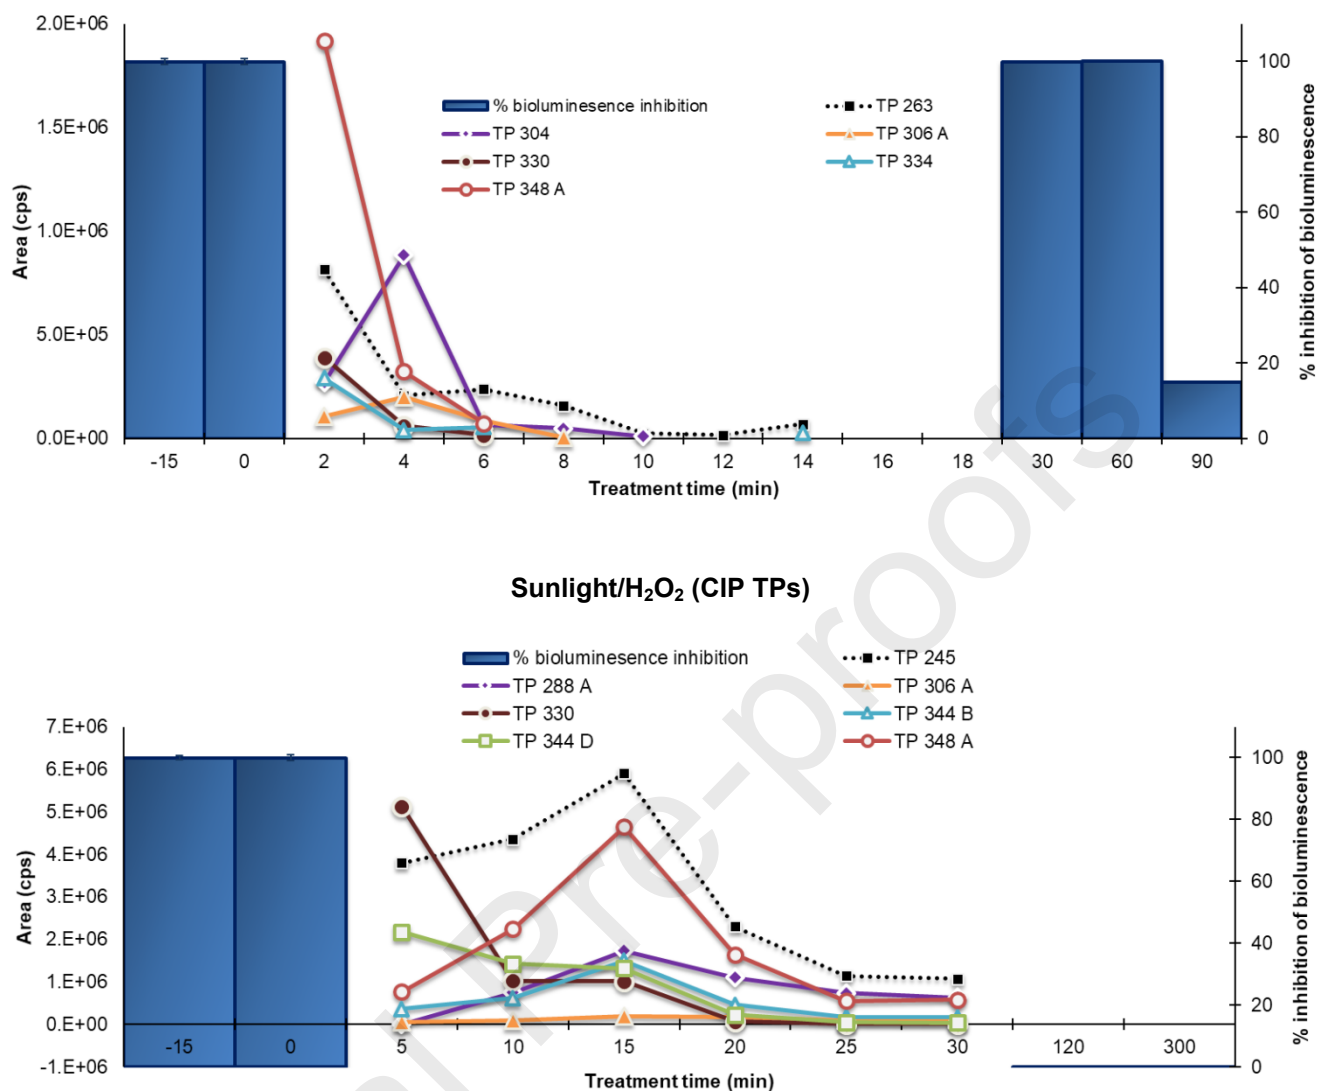 2.0E+06
1.5E+06
1.0E+06
5.0E+05
0.0E+00
Area (cps)
% bioluminesence inhibition
TP 263
TP 304
TP 306 A
TP 330
TP 334
TP 348 A
100
80
60
40
20
0
% inhibition of bioluminescence
-15 0 2 4 6 8 10 12 14 16 18 30 60 90
Treatment time (min)
Sunlight/H₂O₂ (CIP TPs)
% bioluminesence inhibition
TP 245
TP 288 A
TP 306 A
TP 330
TP 344 B
TP 344 D
TP 348 A
7.E+06
6.E+06
5.E+06
4.E+06
3.E+06
2.E+06
1.E+06
0.E+00
-1.E+06
Area (cps)
100
80
60
40
20
0
% inhibition of bioluminescence
-15 0 5 10 15 20 25 30 120 300
Treatment time (min)
Pre-proofs